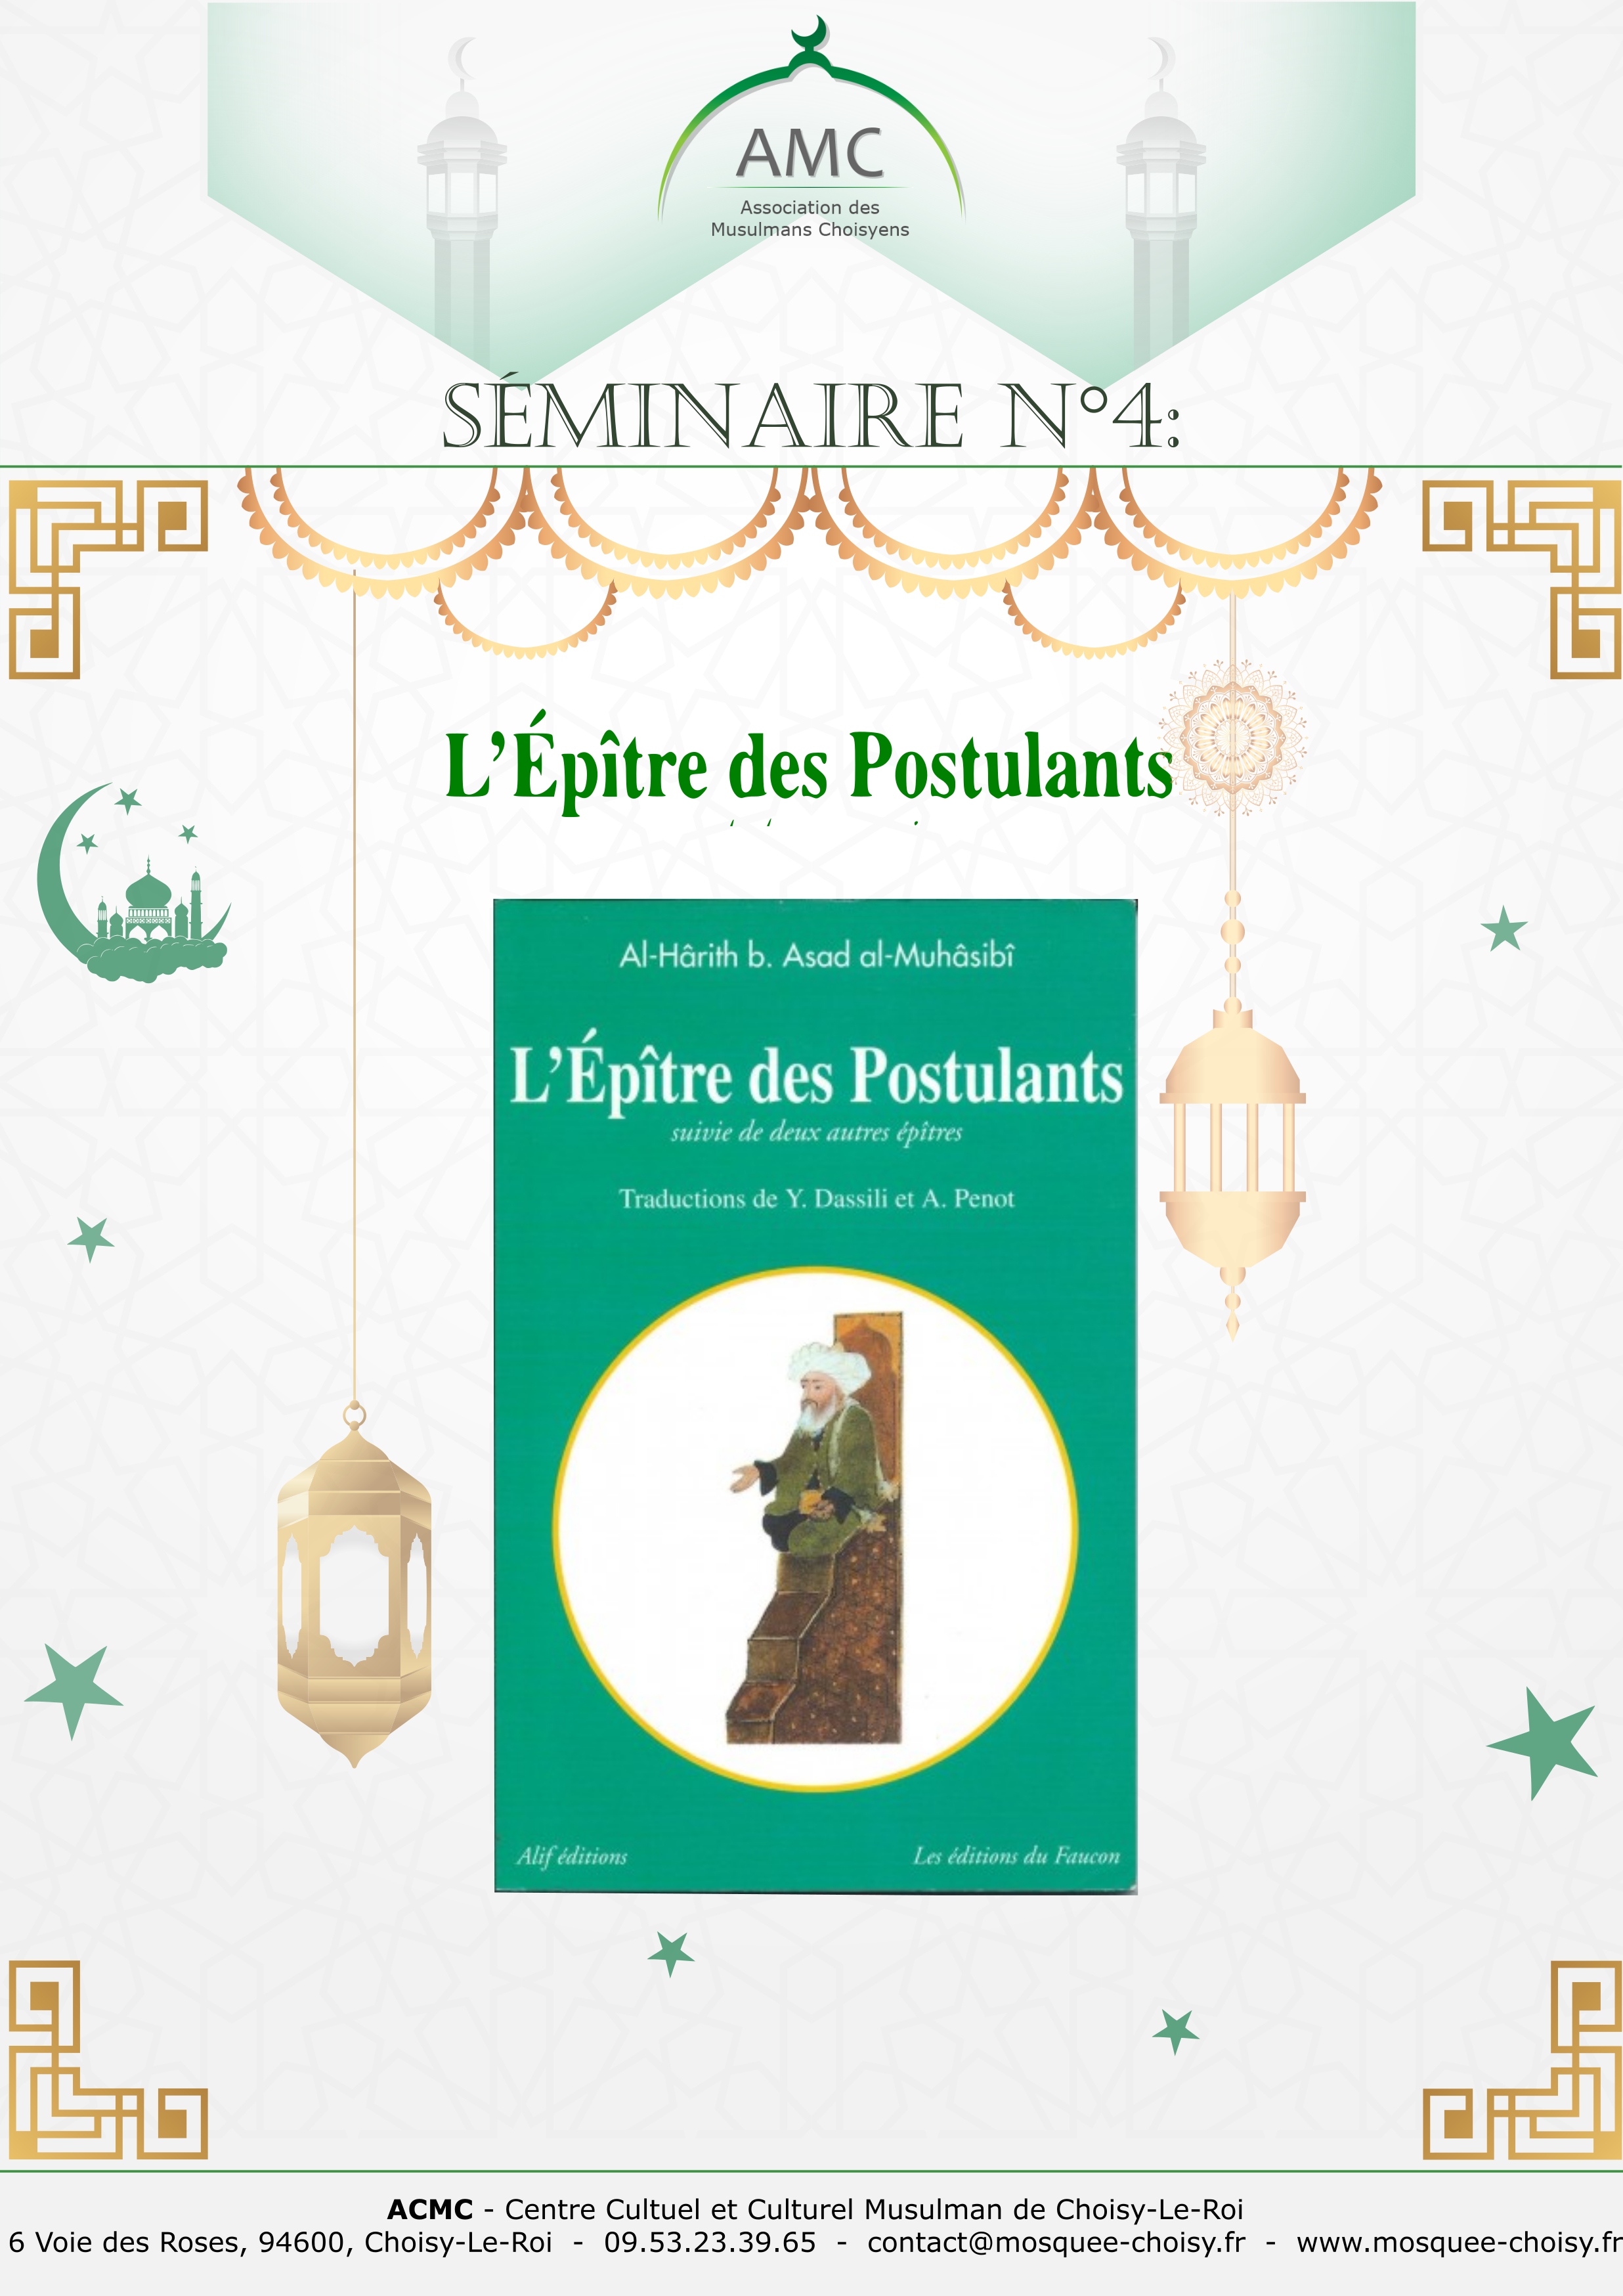 AMC
Association des
Musulmans Choisyens
SÉMINAIRE N°4:
L’Épître des Postulants
Al-Hârith b. Asad al-Muhâsibî
L’Épître des Postulants
suivie de deux autres épîtres
Traductions de Y. Dassili et A. Penot
Alif éditions
Les éditions du Faucon
ACMC - Centre Cultuel et Culturel Musulman de Choisy-Le-Roi
6 Voie des Roses, 94600, Choisy-Le-Roi - 09.53.23.39.65 - contact@mosquee-choisy.fr - www.mosquee-choisy.fr